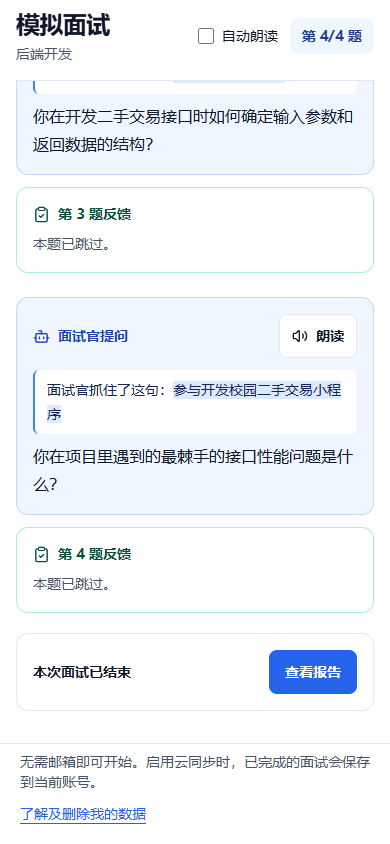 模拟面试
后端开发
自动朗读
第 4/4 题
你在开发二手交易接口时如何确定输入参数和
返回数据的结构？
第 3 题反馈
本题已跳过。
面试官提问
朗读
面试官抓住了这句：参与开发校园二手交易小程
序
你在项目里遇到的最棘手的接口性能问题是什
么？
第 4 题反馈
本题已跳过。
本次面试已结束
查看报告
无需邮箱即可开始。启用云同步时，已完成的面试会保存
到当前账号。
了解及删除我的数据